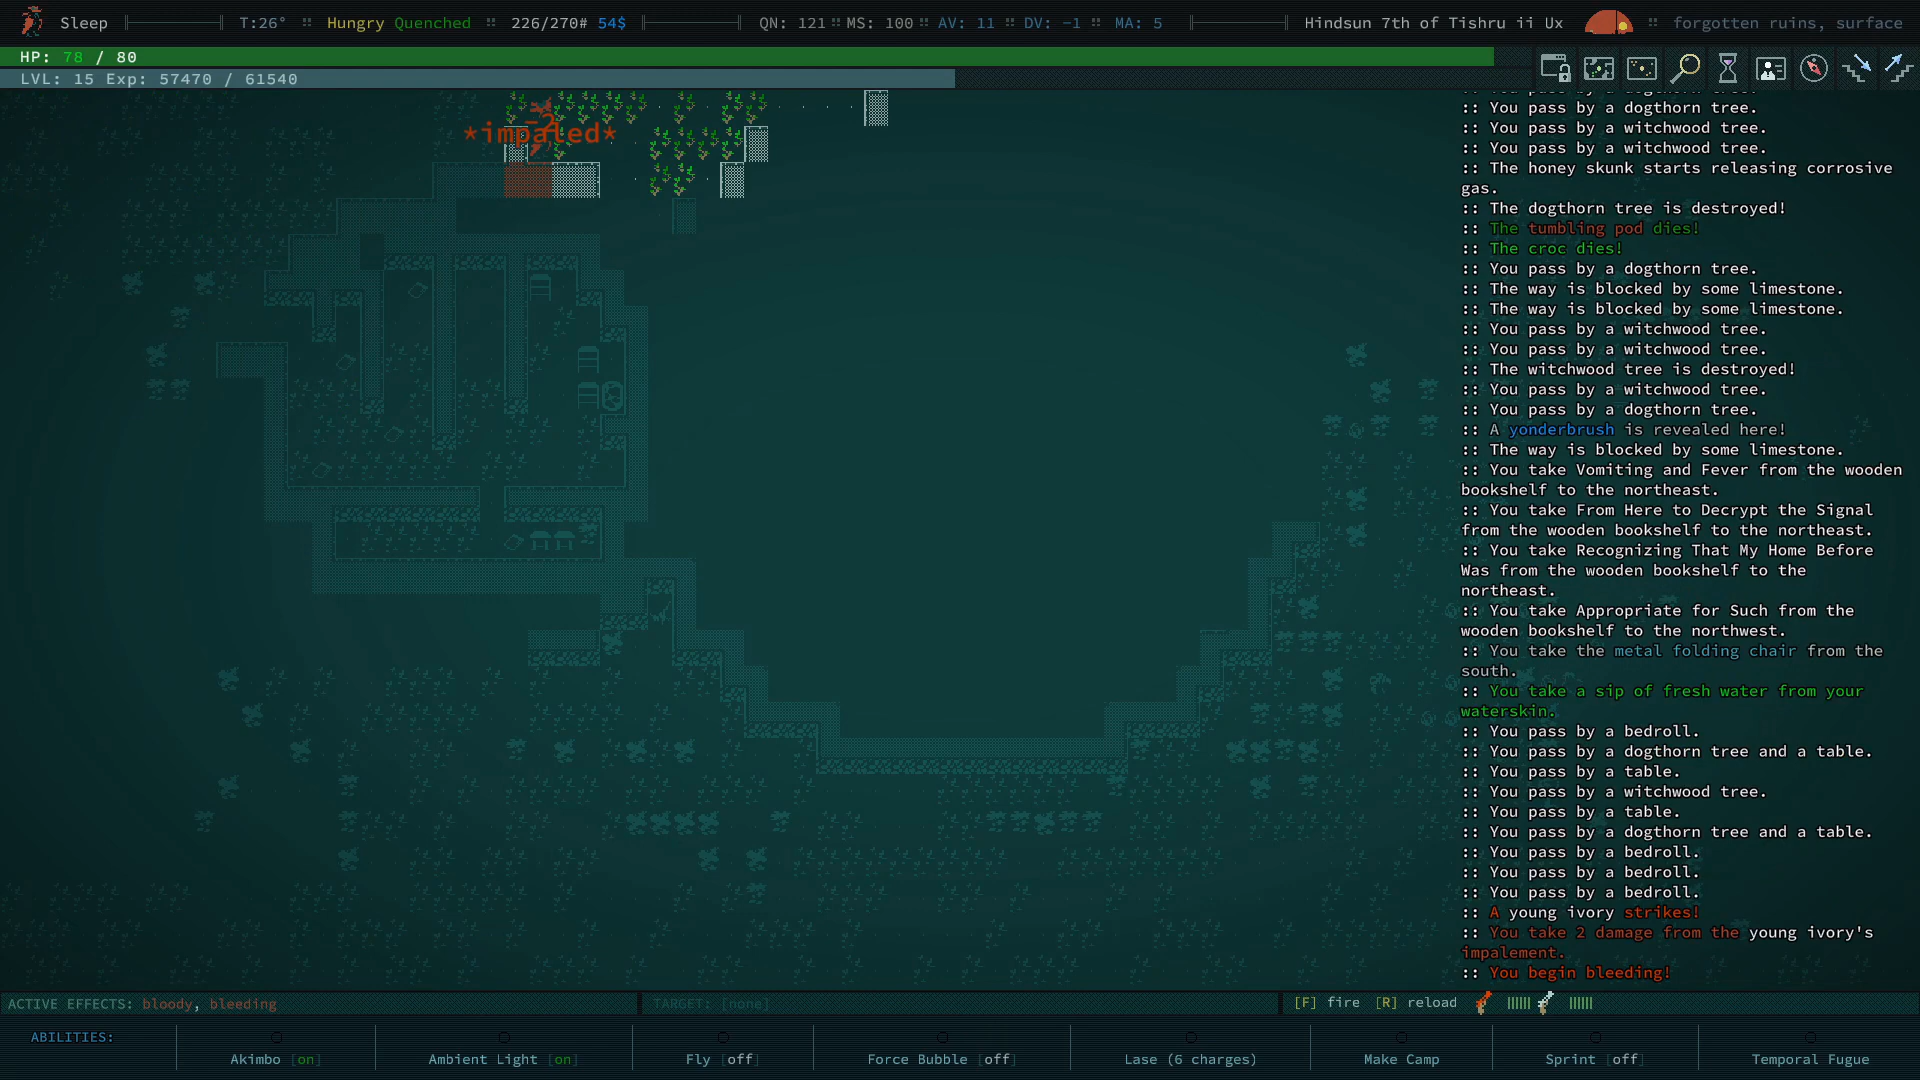 Sleep T:26° :: Hungry Quenched :: 226/270# 54$ QN: 121 :: MS: 100 :: AV: 11 :: DV: -1 :: MA: 5 Hindsun 7th of Tishru ii Ux :: forgotten ruins, surface
HP: 78 / 80
LVL: 15 Exp: 57470 / 61540
:: You pass by a dogthorn tree.
:: You pass by a dogthorn tree.
:: You pass by a witchwood tree.
:: You pass by a witchwood tree.
:: The honey skunk starts releasing corrosive
gas.
:: The dogthorn tree is destroyed!
:: The tumbling pod dies!
:: The croc dies!
:: You pass by a dogthorn tree.
:: The way is blocked by some limestone.
:: The way is blocked by some limestone.
:: You pass by a witchwood tree.
:: You pass by a witchwood tree.
:: The witchwood tree is destroyed!
:: You pass by a witchwood tree.
:: You pass by a dogthorn tree.
:: A yonderbrush is revealed here!
:: The way is blocked by some limestone.
:: You take Vomiting and Fever from the wooden
bookshelf to the northeast.
:: You take From Here to Decrypt the Signal
from the wooden bookshelf to the northeast.
:: You take Recognizing That My Home Before
Was from the wooden bookshelf to the
northeast.
:: You take Appropriate for Such from the
wooden bookshelf to the northwest.
:: You take the metal folding chair from the
south.
:: You take a sip of fresh water from your
waterskin.
:: You pass by a bedroll.
:: You pass by a dogthorn tree and a table.
:: You pass by a table.
:: You pass by a witchwood tree.
:: You pass by a table.
:: You pass by a dogthorn tree and a table.
:: You pass by a bedroll.
:: You pass by a bedroll.
:: You pass by a bedroll.
:: A young ivory strikes!
:: You take 2 damage from the young ivory's
impalement.
:: You begin bleeding!
-2
*impaled*
ACTIVE EFFECTS: bloody, bleeding TARGET: [none] [F] fire [R] reload
ABILITIES: Akimbo [on] Ambient Light [on] Fly [off] Force Bubble [off] Lase (6 charges) Make Camp Sprint [off] Temporal Fugue